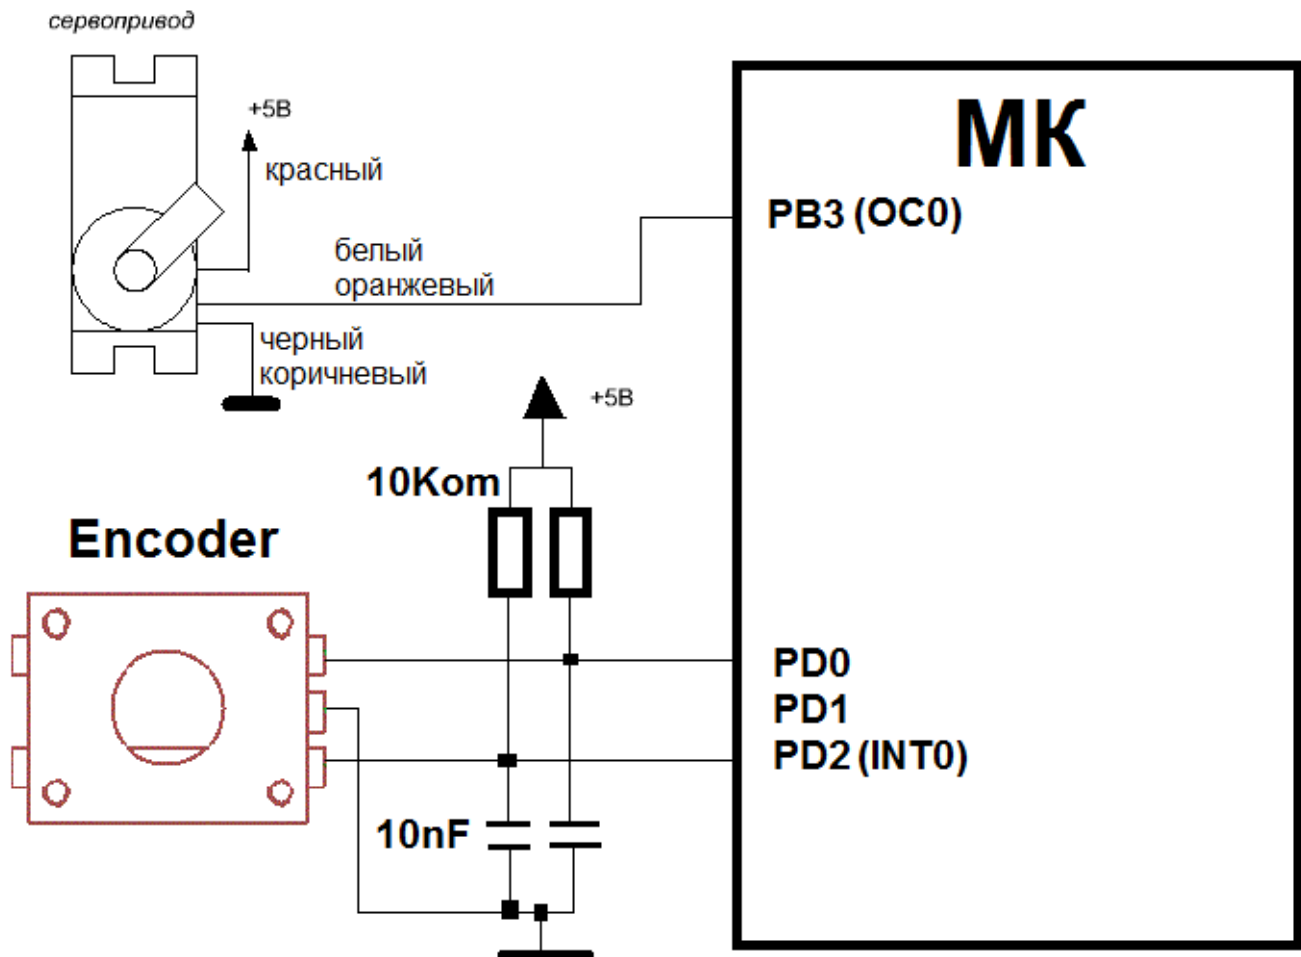 сервопривод
+5В
красный
белый
оранжевый
черный
коричневый
МК
PB3 (OC0)
+5В
10Kom
Encoder
PD0
PD1
PD2 (INT0)
10nF